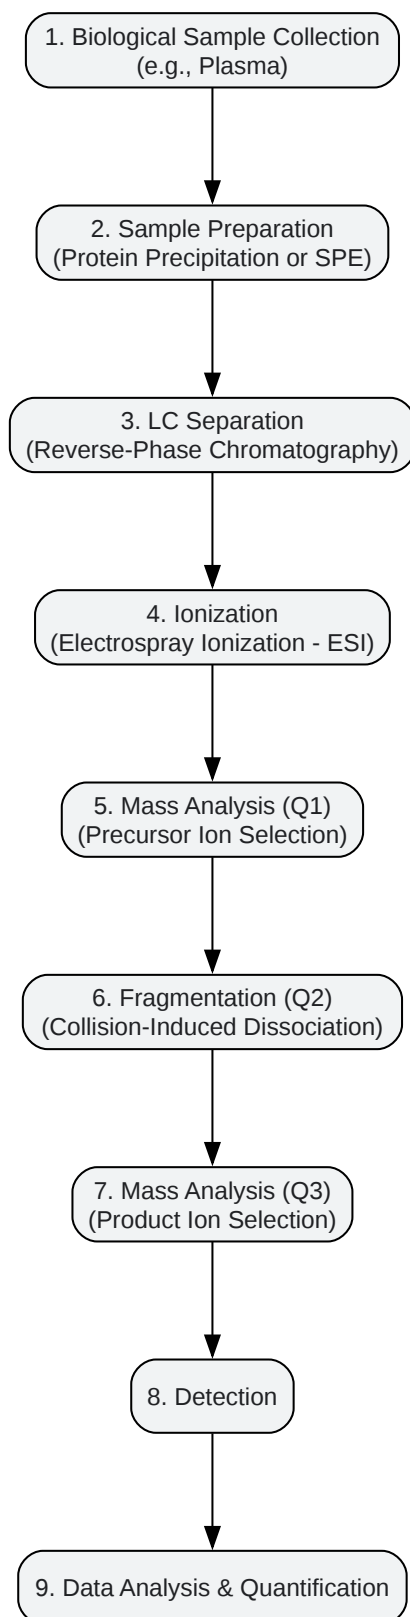 1. Biological Sample Collection
(e.g., Plasma)
2. Sample Preparation
(Protein Precipitation or SPE)
3. LC Separation
(Reverse-Phase Chromatography)
4. Ionization
(Electrospray Ionization - ESI)
5. Mass Analysis (Q1)
(Precursor Ion Selection)
6. Fragmentation (Q2)
(Collision-Induced Dissociation)
7. Mass Analysis (Q3)
(Product Ion Selection)
8. Detection
9. Data Analysis & Quantification